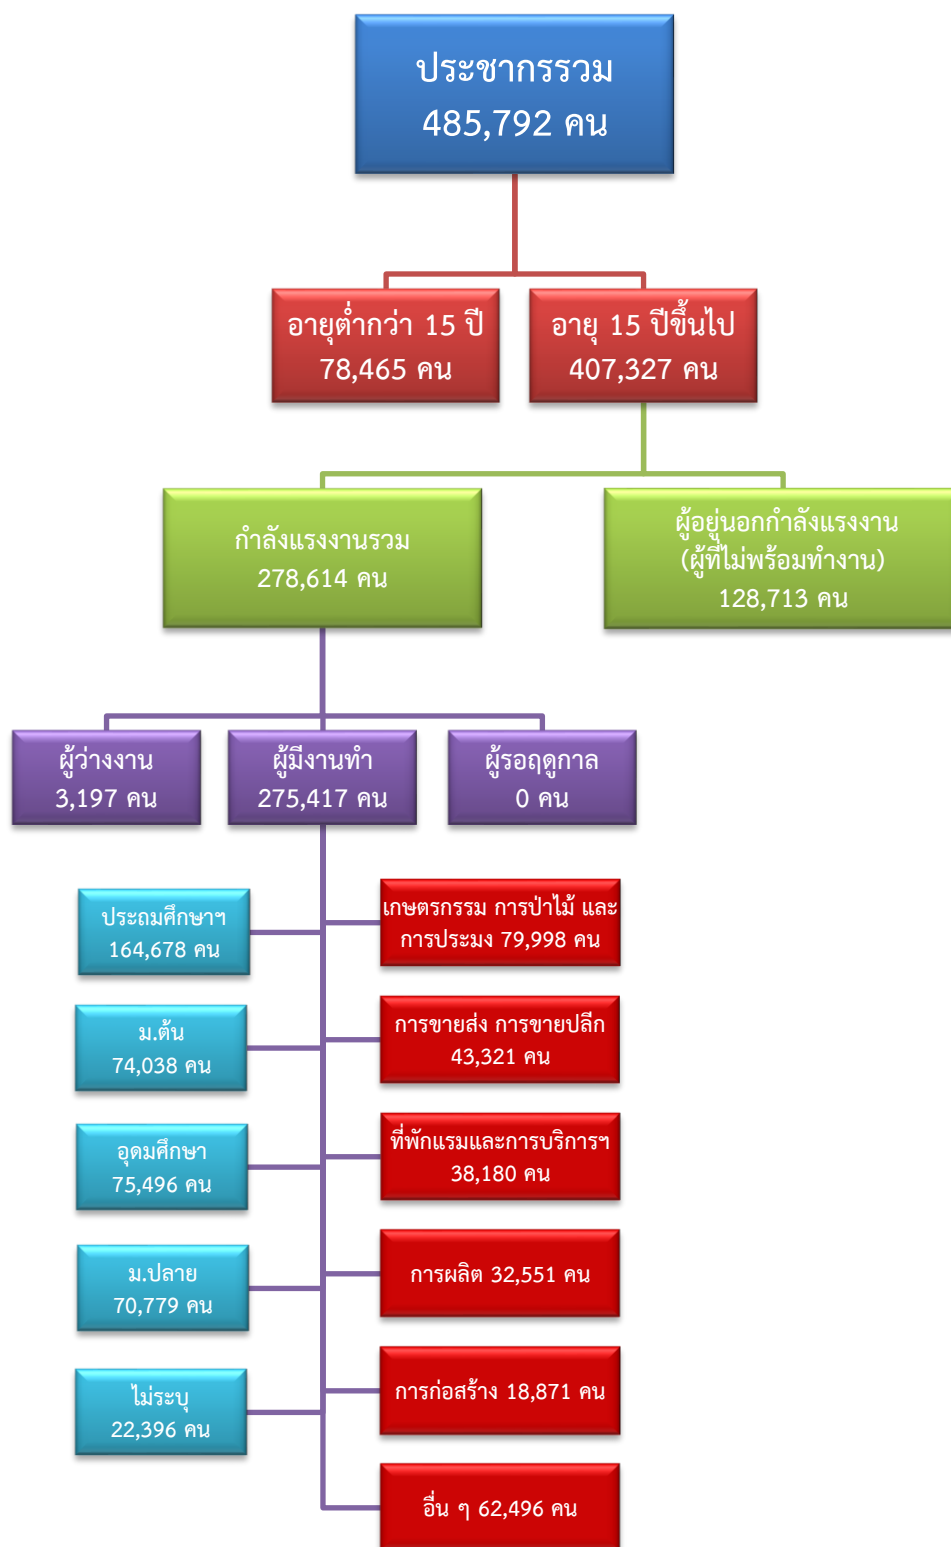 ประชากรรวม
485,792 คน
อายุต่ำกว่า 15 ปี
78,465 คน
อายุ 15 ปีขึ้นไป
407,327 คน
กำลังแรงงานรวม
278,614 คน
ผู้อยู่นอกกำลังแรงงาน
(ผู้ที่ไม่พร้อมทำงาน)
128,713 คน
ผู้ว่างงาน
3,197 คน
ผู้มีงานทำ
275,417 คน
ผู้รอฤดูกาล
0 คน
ประถมศึกษาฯ
164,678 คน
ม.ต้น
74,038 คน
อุดมศึกษา
75,496 คน
ม.ปลาย
70,779 คน
ไม่ระบุ
22,396 คน
เกษตรกรรม การป่าไม้ และ
การประมง 79,998 คน
การขายส่ง การขายปลีก
43,321 คน
ที่พักแรมและการบริการฯ
38,180 คน
การผลิต 32,551 คน
การก่อสร้าง 18,871 คน
อื่น ๆ 62,496 คน